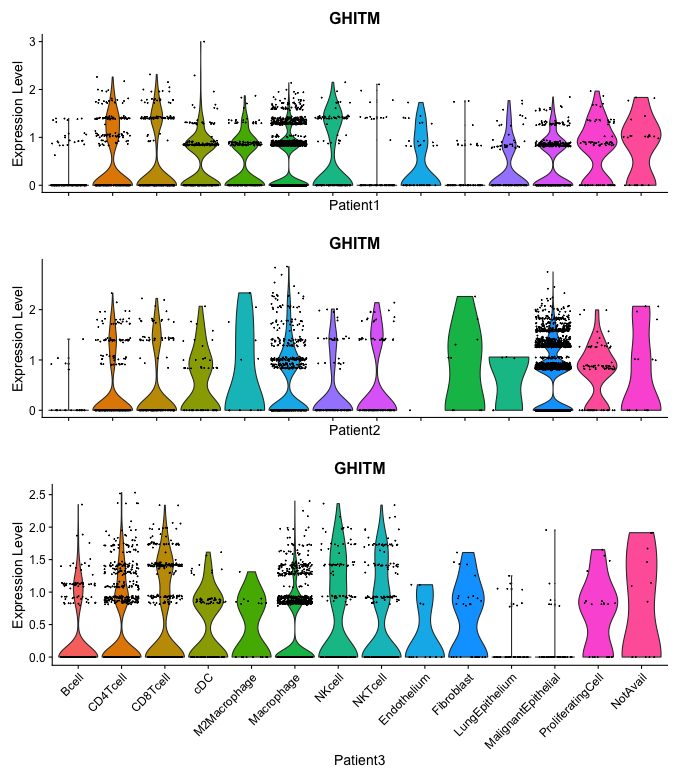 GHITM
Expression Level
3
2
1
0
Patient1
GHITM
Expression Level
2
1
0
Patient2
GHITM
Expression Level
2.5
2.0
1.5
1.0
0.5
0.0
Bcell
CD4Tcell
CD8Tcell
cDC
M2Macrophage
Macrophage
NKcell
NKTcell
Endothelium
Fibroblast
LungEpithelium
MalignantEpithelial
ProliferatingCell
NotAvail
Patient3